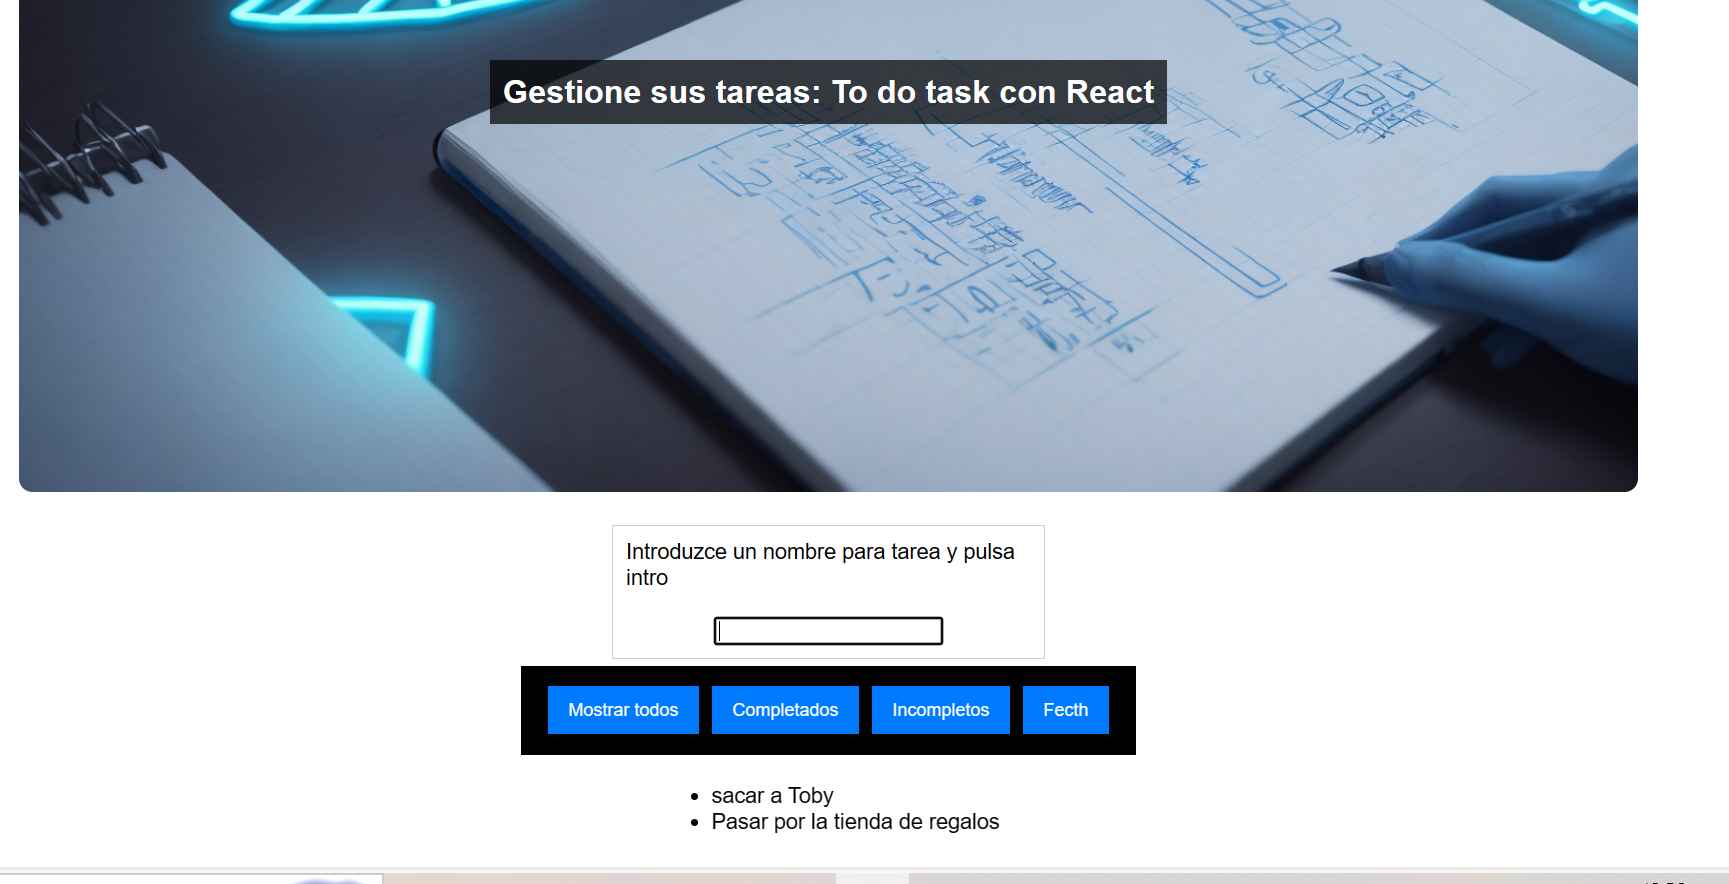 Gestione sus tareas: To do task con React
Introduzce un nombre para tarea y pulsa
intro
Mostrar todos
Completados
Incompletos
Fecth
sacar a Toby
Pasar por la tienda de regalos